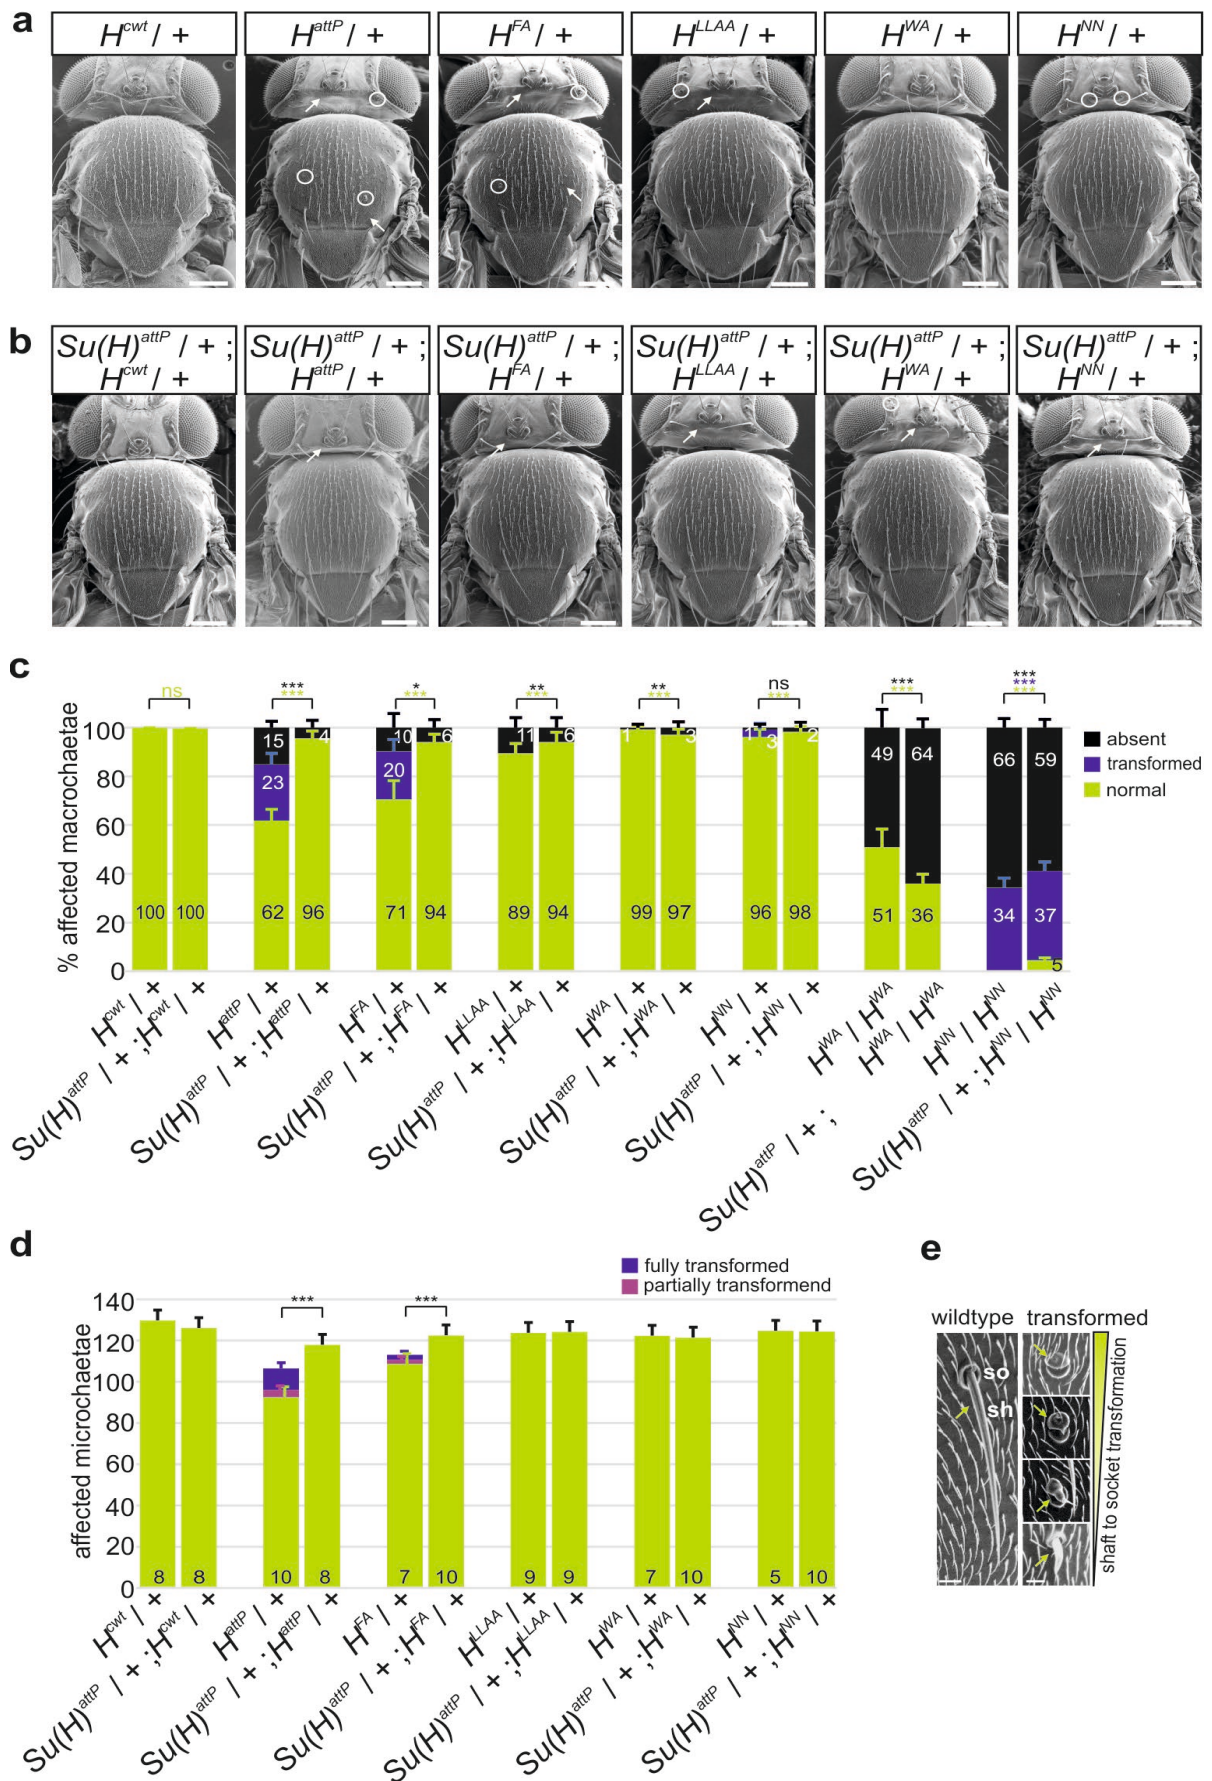 a
H^cwt / +
H^attP / +
H^FA / +
H^LLAA / +
H^WA / +
H^NN / +
b
Su(H)^attP / + ;
H^cwt / +
Su(H)^attP / + ;
H^attP / +
Su(H)^attP / + ;
H^FA / +
Su(H)^attP / + ;
H^LLAA / +
Su(H)^attP / + ;
H^WA / +
Su(H)^attP / + ;
H^NN / +
c
% affected macrochaetae
100
80
60
40
20
0
ns
***
***
*
***
**
***
**
***
ns
***
***
***
***
***
***
100
100
15
23
62
4
96
10
20
71
6
94
11
89
6
94
1
99
3
97
1
3
96
2
98
49
51
64
36
66
34
59
37
5
absent
transformed
normal
H^cwt / +
Su(H)^attP / + ;H^cwt / +
H^attP / +
Su(H)^attP / + ;H^attP / +
H^FA / +
Su(H)^attP / + ;H^FA / +
H^LLAA / +
Su(H)^attP / + ;H^LLAA / +
H^WA / +
Su(H)^attP / + ;H^WA / +
H^NN / +
Su(H)^attP / + ;H^NN / +
H^WA / H^WA
Su(H)^attP / + ; H^WA / H^WA
H^NN / H^NN
Su(H)^attP / + ;H^NN / H^NN
d
fully transformed
partially transformend
affected microchaetae
140
120
100
80
60
40
20
0
***
***
8
8
10
8
7
10
9
9
7
10
5
10
H^cwt / +
Su(H)^attP / + ;H^cwt / +
H^attP / +
Su(H)^attP / + ;H^attP / +
H^FA / +
Su(H)^attP / + ;H^FA / +
H^LLAA / +
Su(H)^attP / + ;H^LLAA / +
H^WA / +
Su(H)^attP / + ;H^WA / +
H^NN / +
Su(H)^attP / + ;H^NN / +
e
wildtype
transformed
so
sh
shaft to socket transformation